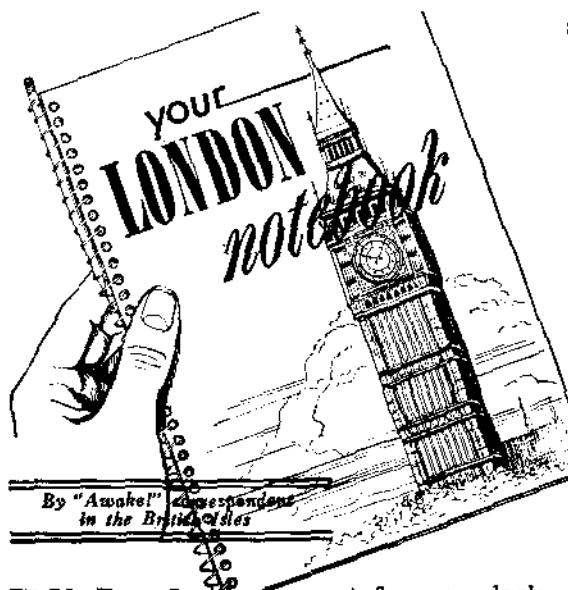 your
LONDON
notebook
By "Awake!" correspondent
in the British Isles